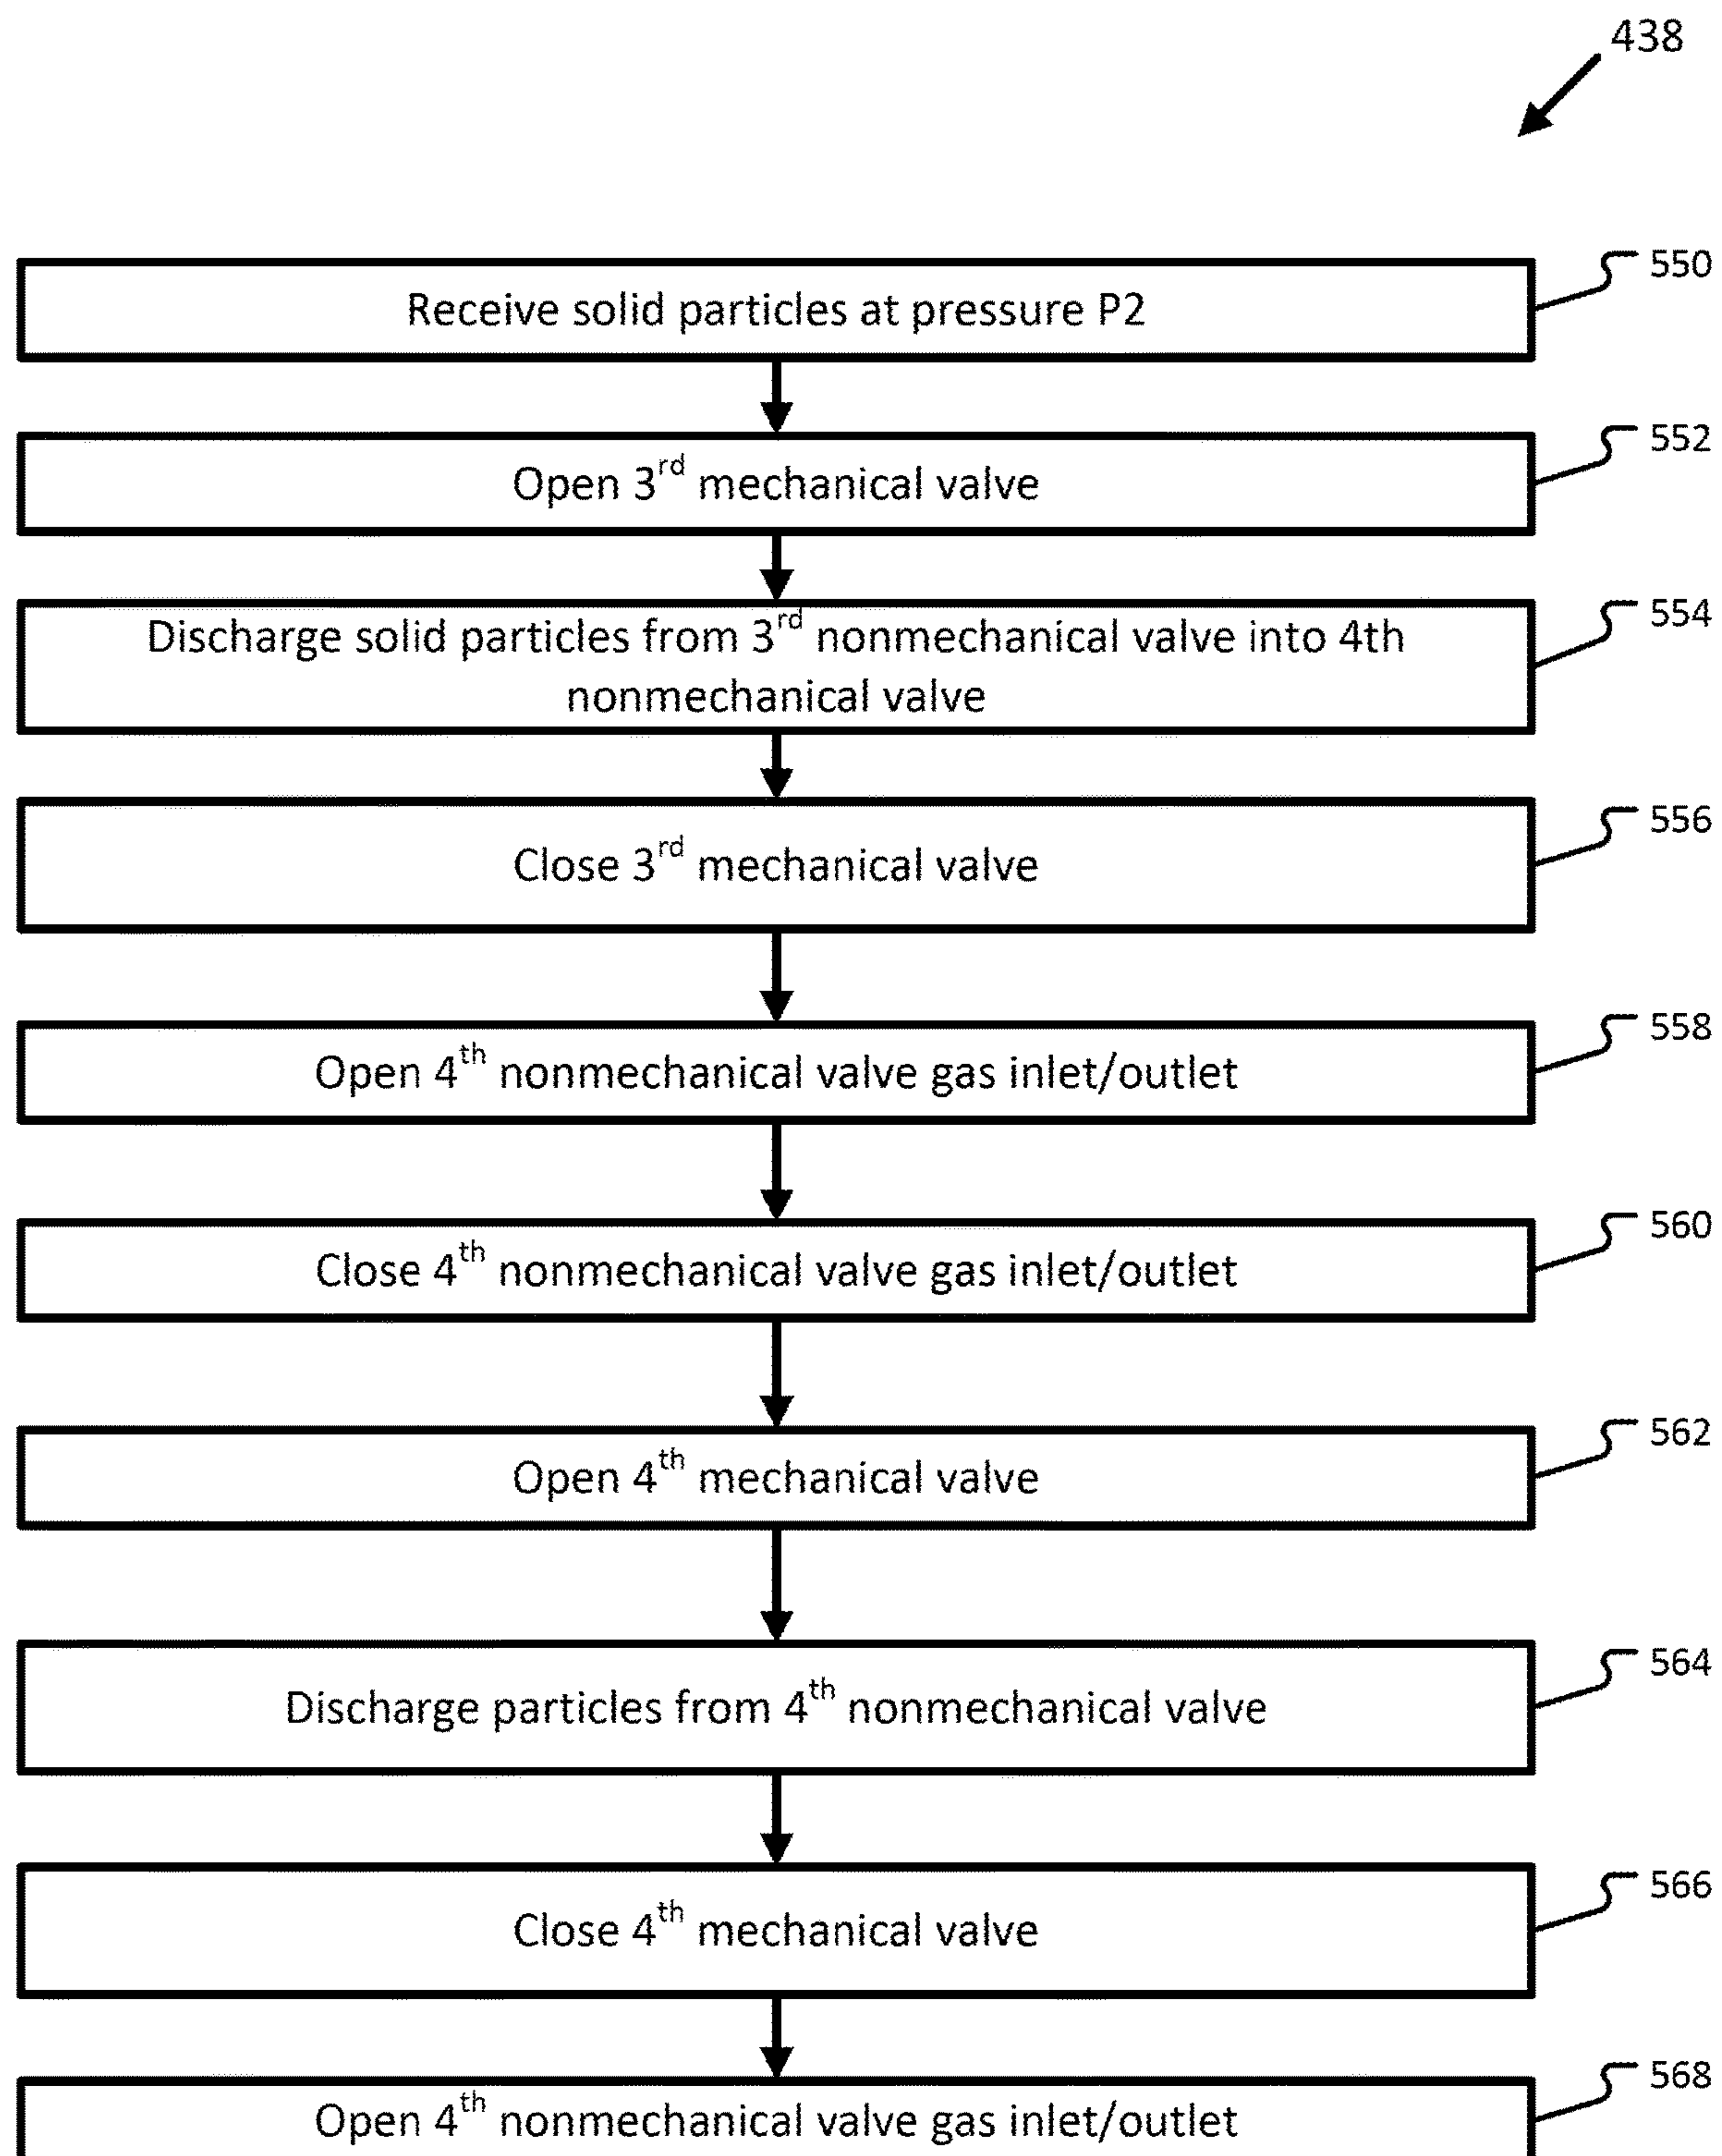 438
Receive solid particles at pressure P2
550
Open 3rd mechanical valve
552
Discharge solid particles from 3rd nonmechanical valve into 4th
nonmechanical valve
554
Close 3rd mechanical valve
556
Open 4th nonmechanical valve gas inlet/outlet
558
Close 4th nonmechanical valve gas inlet/outlet
560
Open 4th mechanical valve
562
Discharge particles from 4th nonmechanical valve
564
Close 4th mechanical valve
566
Open 4th nonmechanical valve gas inlet/outlet
568